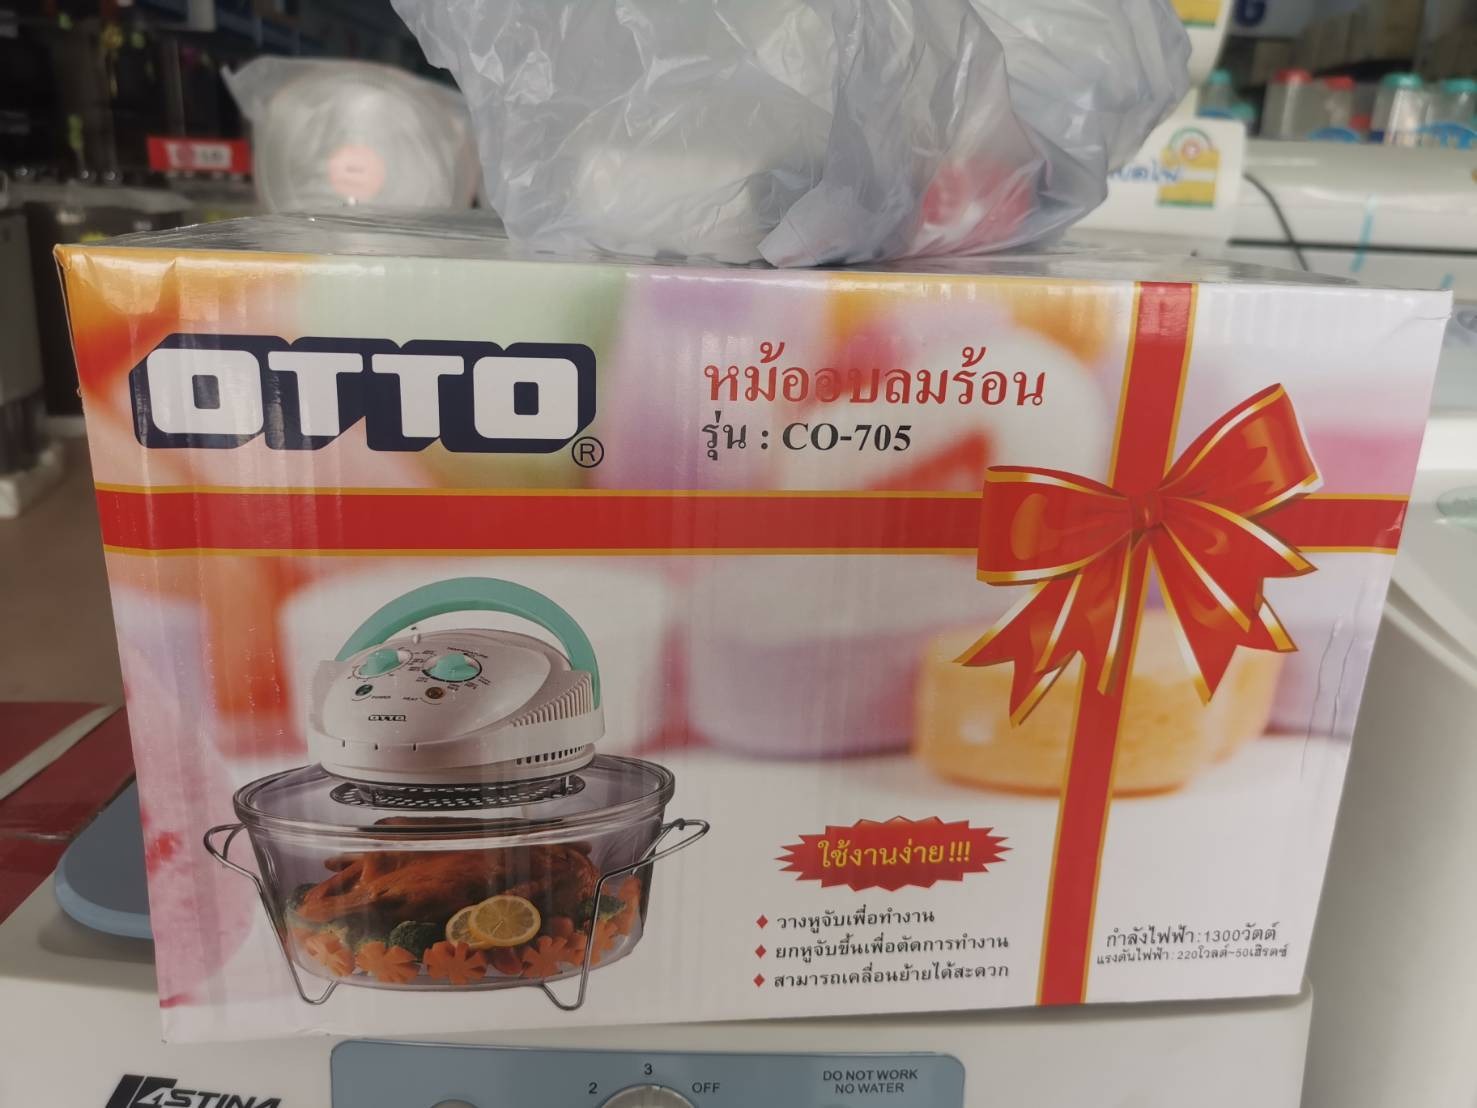 OTTO
®
หม้ออบลมร้อน
รุ่น : CO-705
POWER
HEAT
OTTO
ใช้งานง่าย!!!
วางหูจับเพื่อทำงาน
ยกหูจับขึ้นเพื่อตัดการทำงาน
สามารถเคลื่อนย้ายได้สะดวก
กำลังไฟฟ้า:1300วัตต์
แรงดันไฟฟ้า: 220โวลต์~50เฮิรตซ์
ASTINA
2
3
OFF
DO NOT WORK
NO WATER